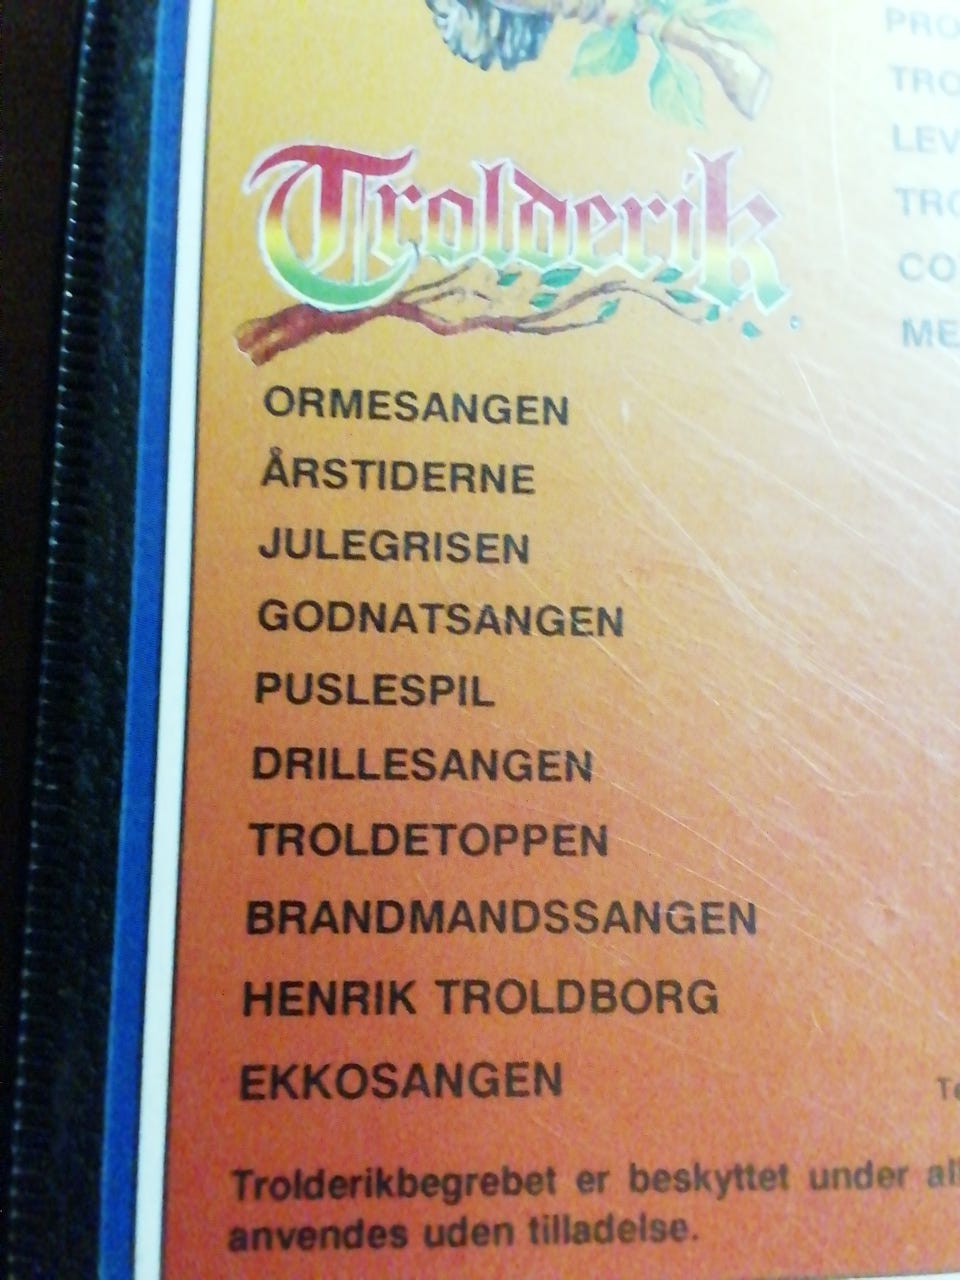 Trolderik
ORMESANGEN
ÅRSTIDERNE
JULEGRISEN
GODNATSANGEN
PUSLESPIL
DRILLESANGEN
TROLDETOPPEN
BRANDMANDSSANGEN
HENRIK TROLDBORG
EKKOSANGEN
Trolderikbegrebet er beskyttet under
anvendes uden tilladelse.